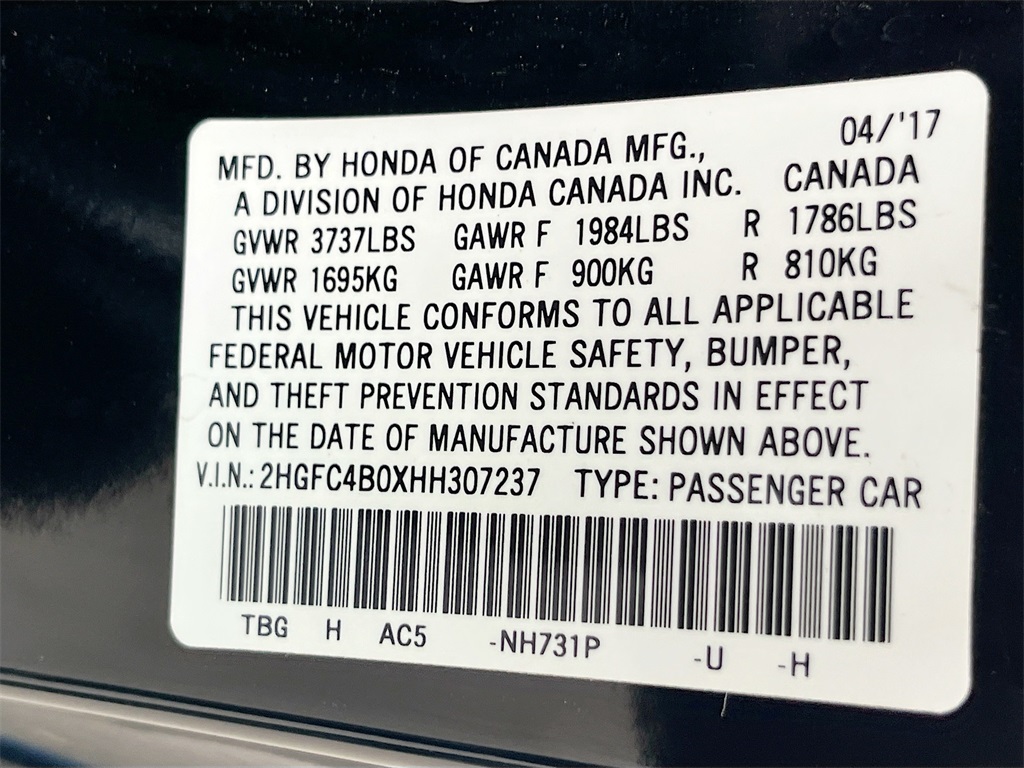 04/'17
MFD. BY HONDA OF CANADA MFG.,
A DIVISION OF HONDA CANADA INC. CANADA
GVWR 3737LBS GAWR F 1984LBS R 1786LBS
GVWR 1695KG GAWR F 900KG R 810KG
THIS VEHICLE CONFORMS TO ALL APPLICABLE
FEDERAL MOTOR VEHICLE SAFETY, BUMPER,
AND THEFT PREVENTION STANDARDS IN EFFECT
ON THE DATE OF MANUFACTURE SHOWN ABOVE.
V.I.N.: 2HGFC4B0XHH307237 TYPE: PASSENGER CAR
TBG H AC5 -NH731P -U -H